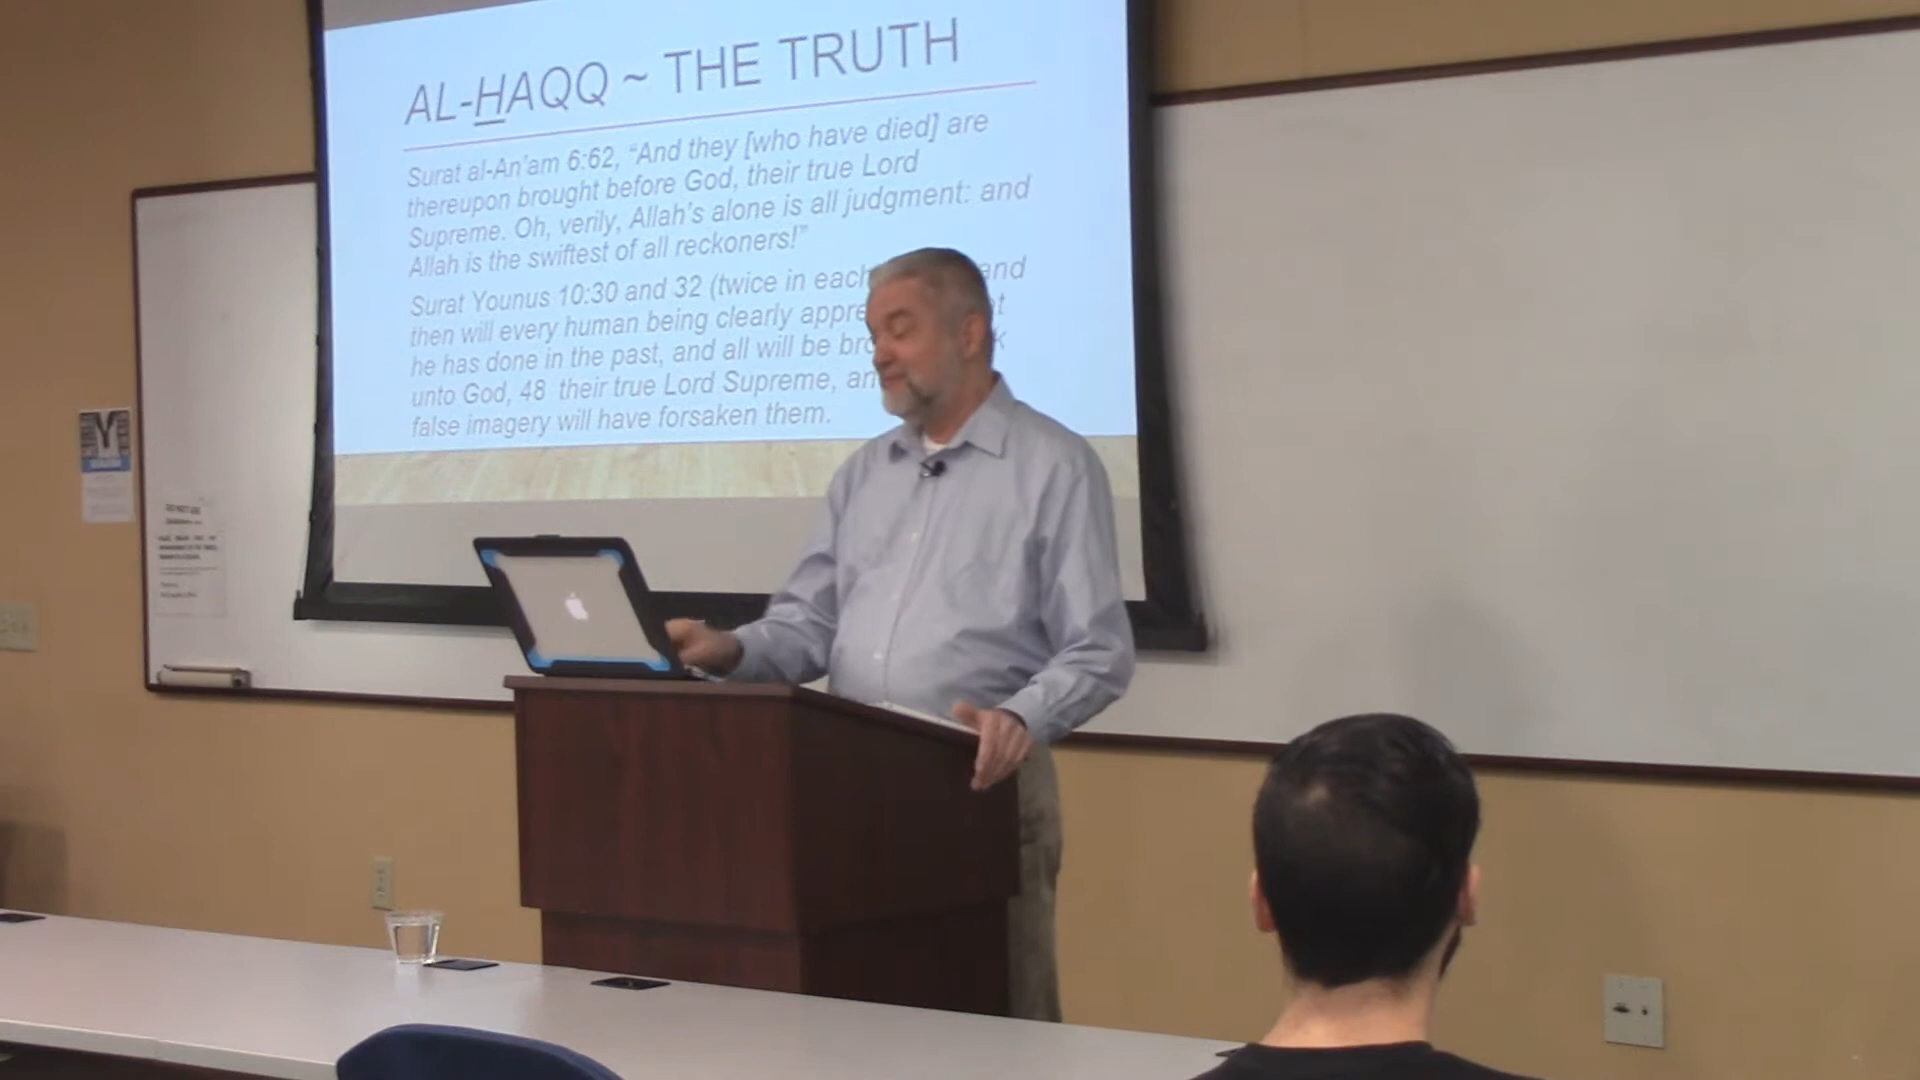 AL-HAQQ ~ THE TRUTH
Surat al-An'am 6:62, "And they [who have died] are
thereupon brought before God, their true Lord
Supreme. Oh, verily, Allah's alone is all judgment: and
Allah is the swiftest of all reckoners!"
Surat Younus 10:30 and 32 (twice in each and
then will every human being clearly appre
he has done in the past, and all will be bro k
unto God, 48 their true Lord Supreme, an
false imagery will have forsaken them.
DO NOT USE